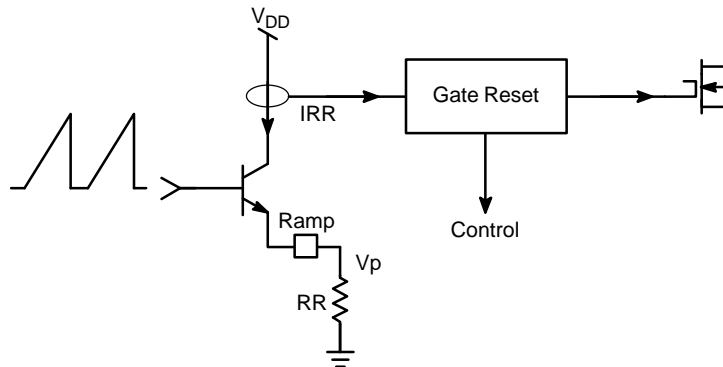 VDD
IRR
Gate Reset
Control
Ramp
Vp
RR